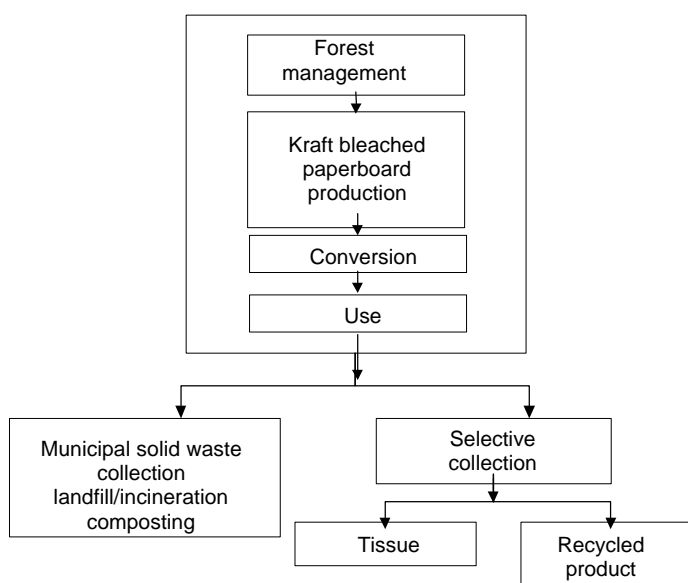 Forest
management
Kraft bleached
paperboard
production
Conversion
Use
Municipal solid waste
collection
landfill/incineration
composting
Selective
collection
Tissue
Recycled
product